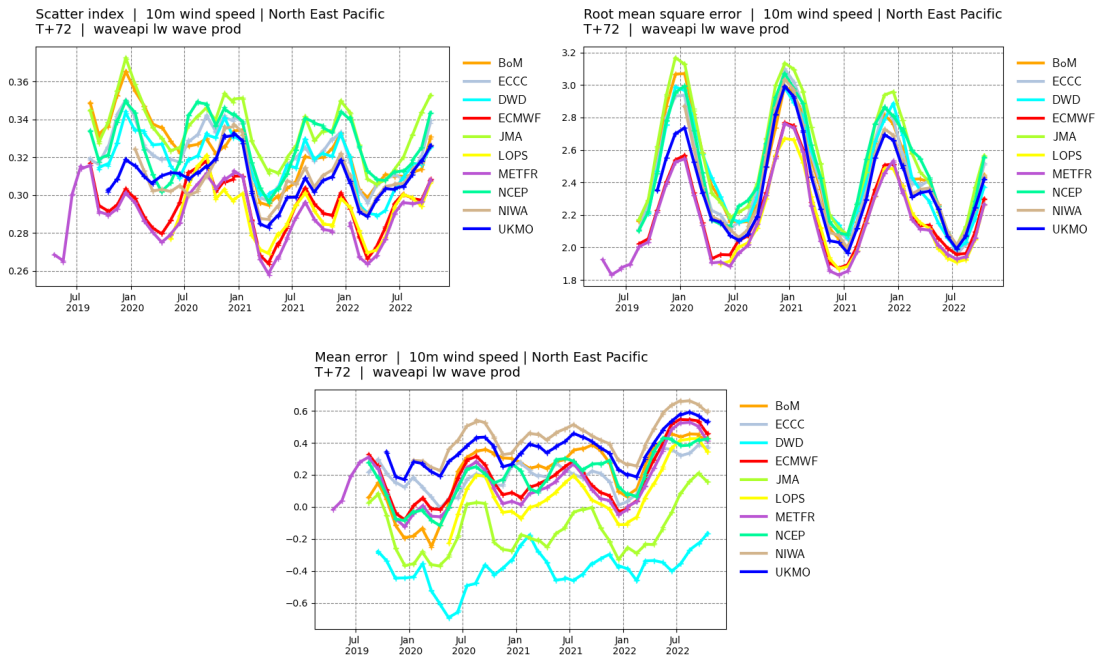 Scatter index | 10m wind speed | North East Pacific
T+72 | waveapi lw wave prod
0.36
0.34
0.32
0.30
0.28
0.26
Jul
2019
Jan
2020
Jul
2020
Jan
2021
Jul
2021
Jan
2022
Jul
2022
BoM
ECCC
DWD
ECMWF
JMA
LOPS
METFR
NCEP
NIWA
UKMO
Root mean square error | 10m wind speed | North East Pacific
T+72 | waveapi lw wave prod
3.2
3.0
2.8
2.6
2.4
2.2
2.0
1.8
Jul
2019
Jan
2020
Jul
2020
Jan
2021
Jul
2021
Jan
2022
Jul
2022
BoM
ECCC
DWD
ECMWF
JMA
LOPS
METFR
NCEP
NIWA
UKMO
Mean error | 10m wind speed | North East Pacific
T+72 | waveapi lw wave prod
0.6
0.4
0.2
0.0
−0.2
−0.4
−0.6
Jul
2019
Jan
2020
Jul
2020
Jan
2021
Jul
2021
Jan
2022
Jul
2022
BoM
ECCC
DWD
ECMWF
JMA
LOPS
METFR
NCEP
NIWA
UKMO